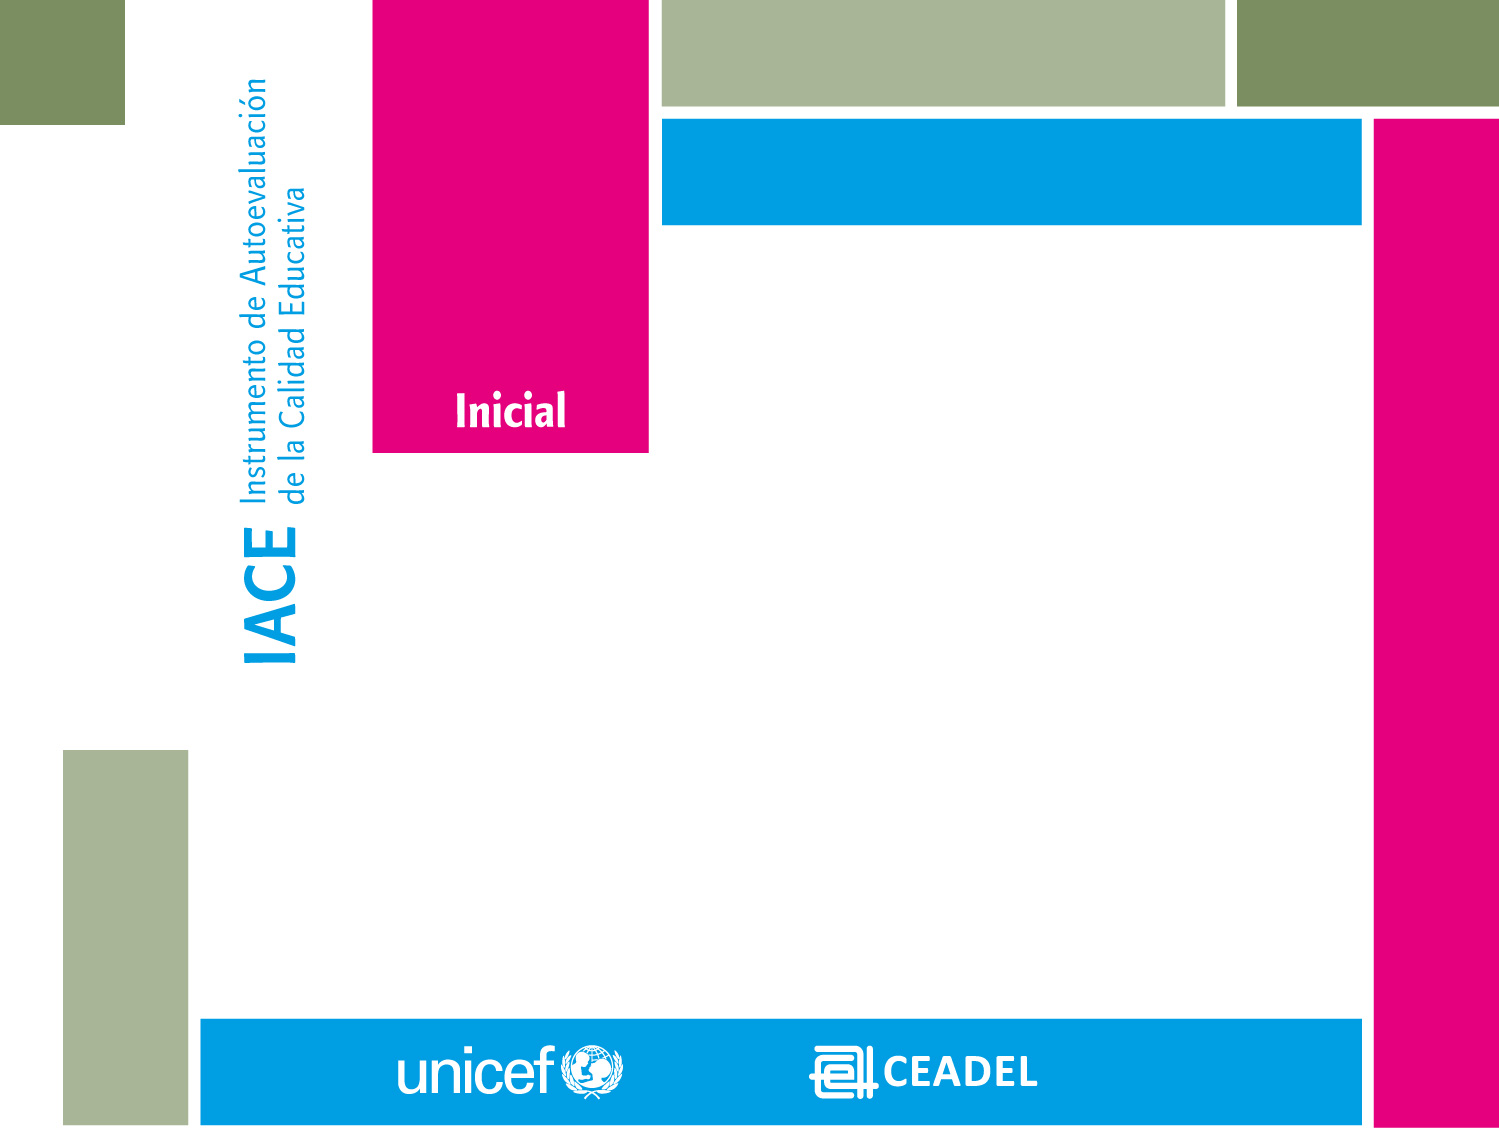 IACE
Instrumento de Autoevaluación
de la Calidad Educativa
Inicial
unicef
CEADEL